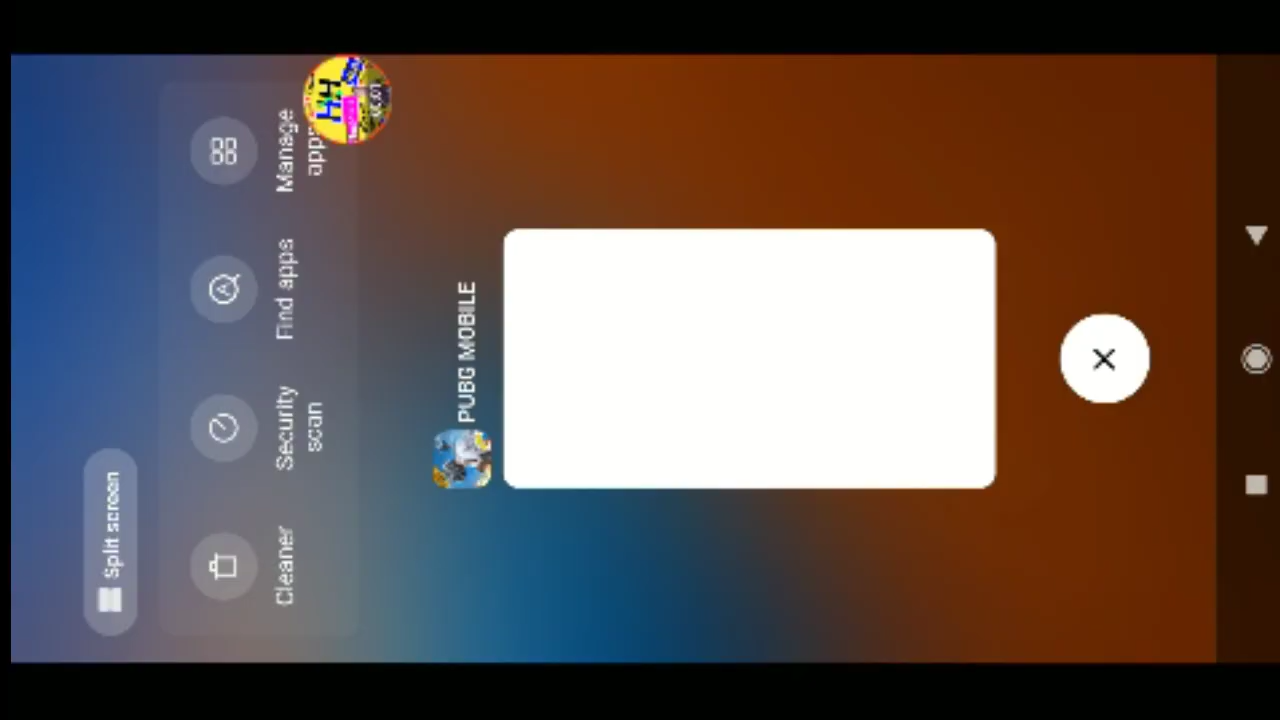 Split screen
Cleaner
Security
scan
Find apps
Manage
apps
PUBG MOBILE